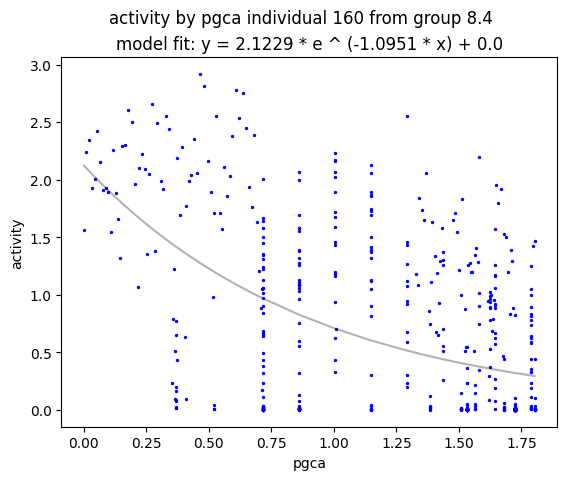 activity by pgca individual 160 from group 8.4
model fit: y = 2.1229 * e ^ (-1.0951 * x) + 0.0
3.0
2.5
2.0
1.5
1.0
0.5
0.0
activity
0.00 0.25 0.50 0.75 1.00 1.25 1.50 1.75
pgca